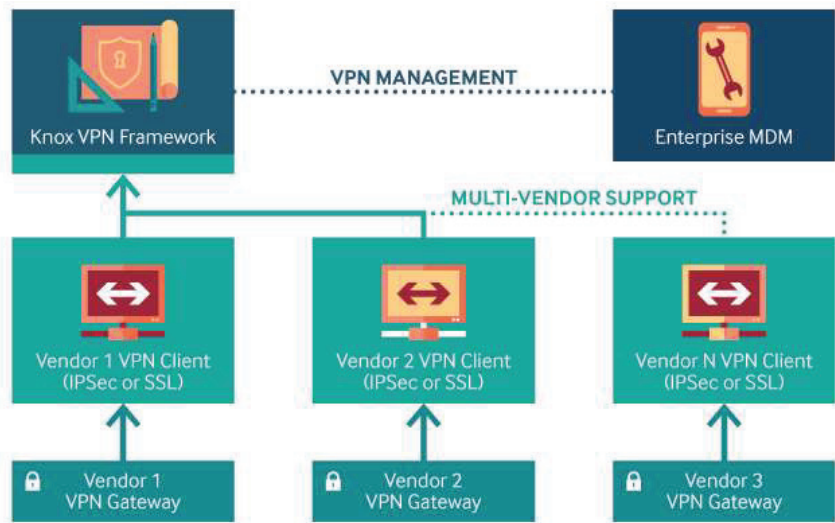 VPN MANAGEMENT
Knox VPN Framework
Enterprise MDM
MULTI-VENDOR SUPPORT
Vendor 1 VPN Client
(IPSec or SSL)
Vendor 2 VPN Client
(IPSec or SSL)
Vendor N VPN Client
(IPSec or SSL)
Vendor 1
VPN Gateway
Vendor 2
VPN Gateway
Vendor 3
VPN Gateway